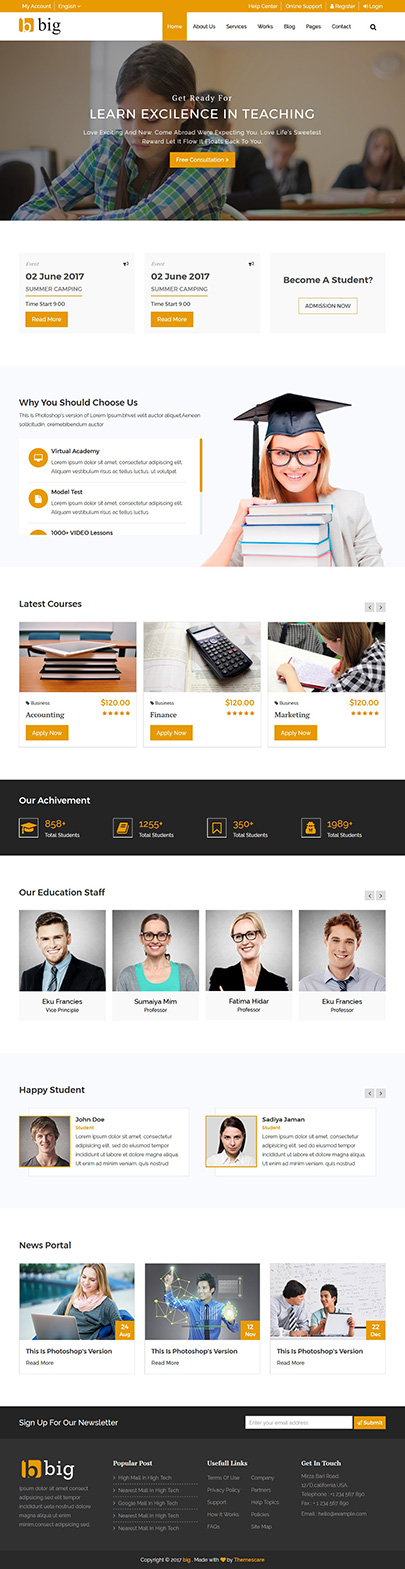 My Account | English
Help Center | Online Support | Register | Login
big
Home About Us Services Works Blog Pages Contact
Get Ready For
LEARN EXCILENCE IN TEACHING
Love Exciting And New. Come Abroad Were Expecting You. Love Life's Sweetest
Reward Let It Flow It Floats Back To You.
Free Consultation »
Event
02 June 2017
SUMMER CAMPING
Time Start 9:00
Read More
Event
02 June 2017
SUMMER CAMPING
Time Start 9:00
Read More
Become A Student?
ADMISSION NOW
Why You Should Choose Us
This Is Photoshop's version of Lorem Ipsum.bhvel velit auctor aliquet.Aenean
sollicitudin, loremebibendum auctor
Virtual Academy
Lorem ipsum dolor sit amet, consectetur adipisicing elit.
Aliquam vestibulum risus ac tellus luctus, ut volutpat
Model Test
Lorem ipsum dolor sit amet, consectetur adipisicing elit.
Aliquam vestibulum risus ac tellus luctus
1000+ VIDEO Lessons
Latest Courses
Business $120.00
Accounting
Apply Now
Business $120.00
Finance
Apply Now
Business $120.00
Marketing
Apply Now
Our Achivement
858+
Total Students
1255+
Total Students
350+
Total Students
1989+
Total Students
Our Education Staff
Eku Francies
Vice Principle
Sumaiya Mim
Professor
Fatima Hidar
Professor
Eku Francies
Professor
Happy Student
John Doe
Student
Lorem ipsum dolor sit amet, consectetur
adipisicing elit, sed do eiusmod tempor
incididunt ut labore et dolore magna aliqua.
Ut enim ad minim veniam, quis nostrud
Sadiya Jaman
Student
Lorem ipsum dolor sit amet, consectetur
adipisicing elit, sed do eiusmod tempor
incididunt ut labore et dolore magna aliqua.
Ut enim ad minim veniam, quis nostrud
News Portal
24
Aug
This Is Photoshop's Version
Read More
12
Nov
This Is Photoshop's Version
Read More
22
Dec
This Is Photoshop's Version
Read More
Sign Up For Our Newsletter
Enter your email address
Submit
big
Ipsum dolor sit amet,
consectetur adipisicing
elit, sed do eiusmod tempor
incididunt uste labore enim
minim.consect adipisicing sed.
Popular Post
High Mall In High Tech
Newest Mall In High Tech
Google Mall In High Tech
Newest Mall In High Tech
Newest Mall In High Tech
Usefull Links
Terms Of Use
Privacy Policy
Support
How It Works
FAQs
Company
Partners
Help Topics
Policies
Site Map
Get In Touch
Mirza Bari Road,
12/D.california,USA.
Telephone : +1 234 567 890
Fax : + 1 234 567 890
Email : hello@example.com
Copyright © 2017 big . Made with by Themescare